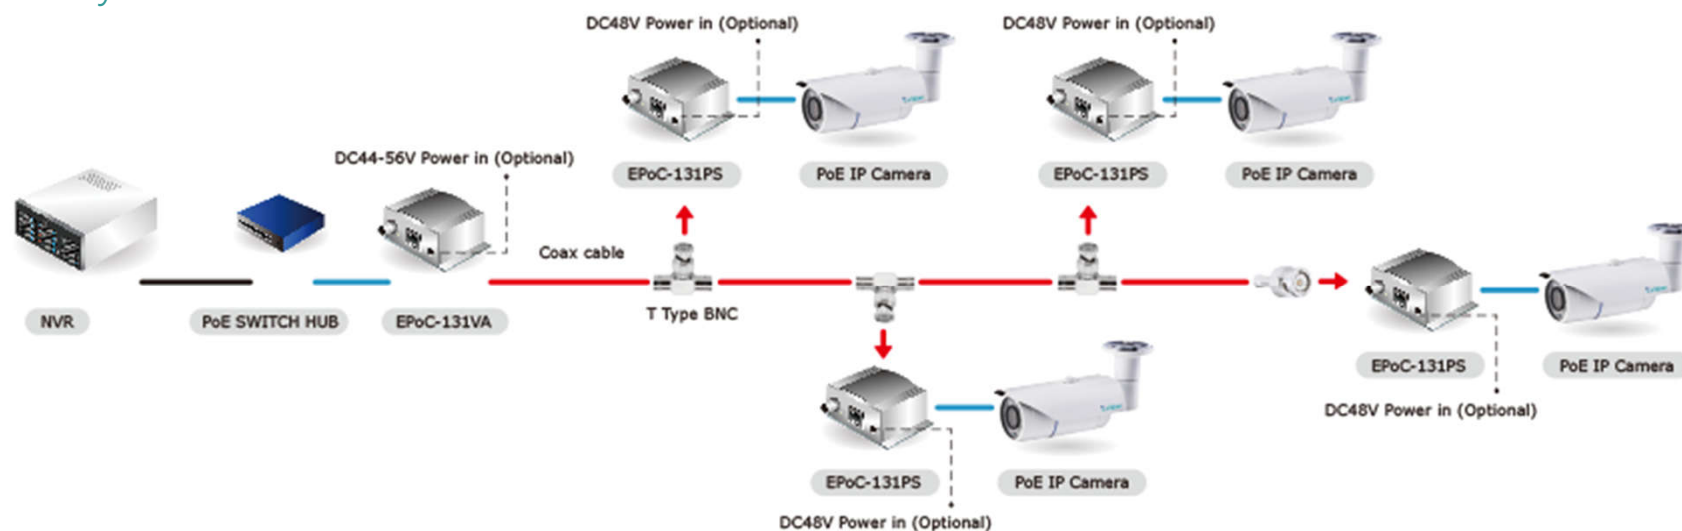 DC48V Power in (Optional)
DC48V Power in (Optional)
DC44-56V Power in (Optional)
EPoC-131PS
PoE IP Camera
EPoC-131PS
PoE IP Camera
Coax cable
T Type BNC
NVR
PoE SWITCH HUB
EPoC-131VA
EPoC-131PS
PoE IP Camera
DC48V Power in (Optional)
EPoC-131PS
PoE IP Camera
DC48V Power in (Optional)